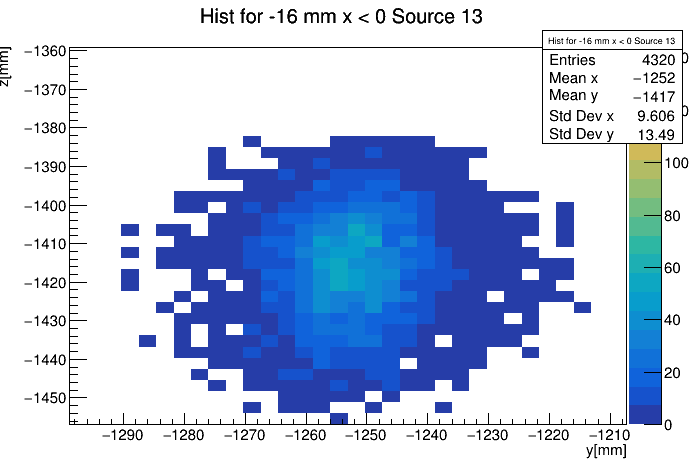 Hist for -16 mm x < 0 Source 13
Hist for -16 mm x < 0 Source 13
Entries 4320
Mean x −1252
Mean y −1417
Std Dev x 9.606
Std Dev y 13.49
z[mm]
−1360
−1370
−1380
−1390
−1400
−1410
−1420
−1430
−1440
−1450
−1290 −1280 −1270 −1260 −1250 −1240 −1230 −1220 −1210
y[mm]
100
80
60
40
20
0